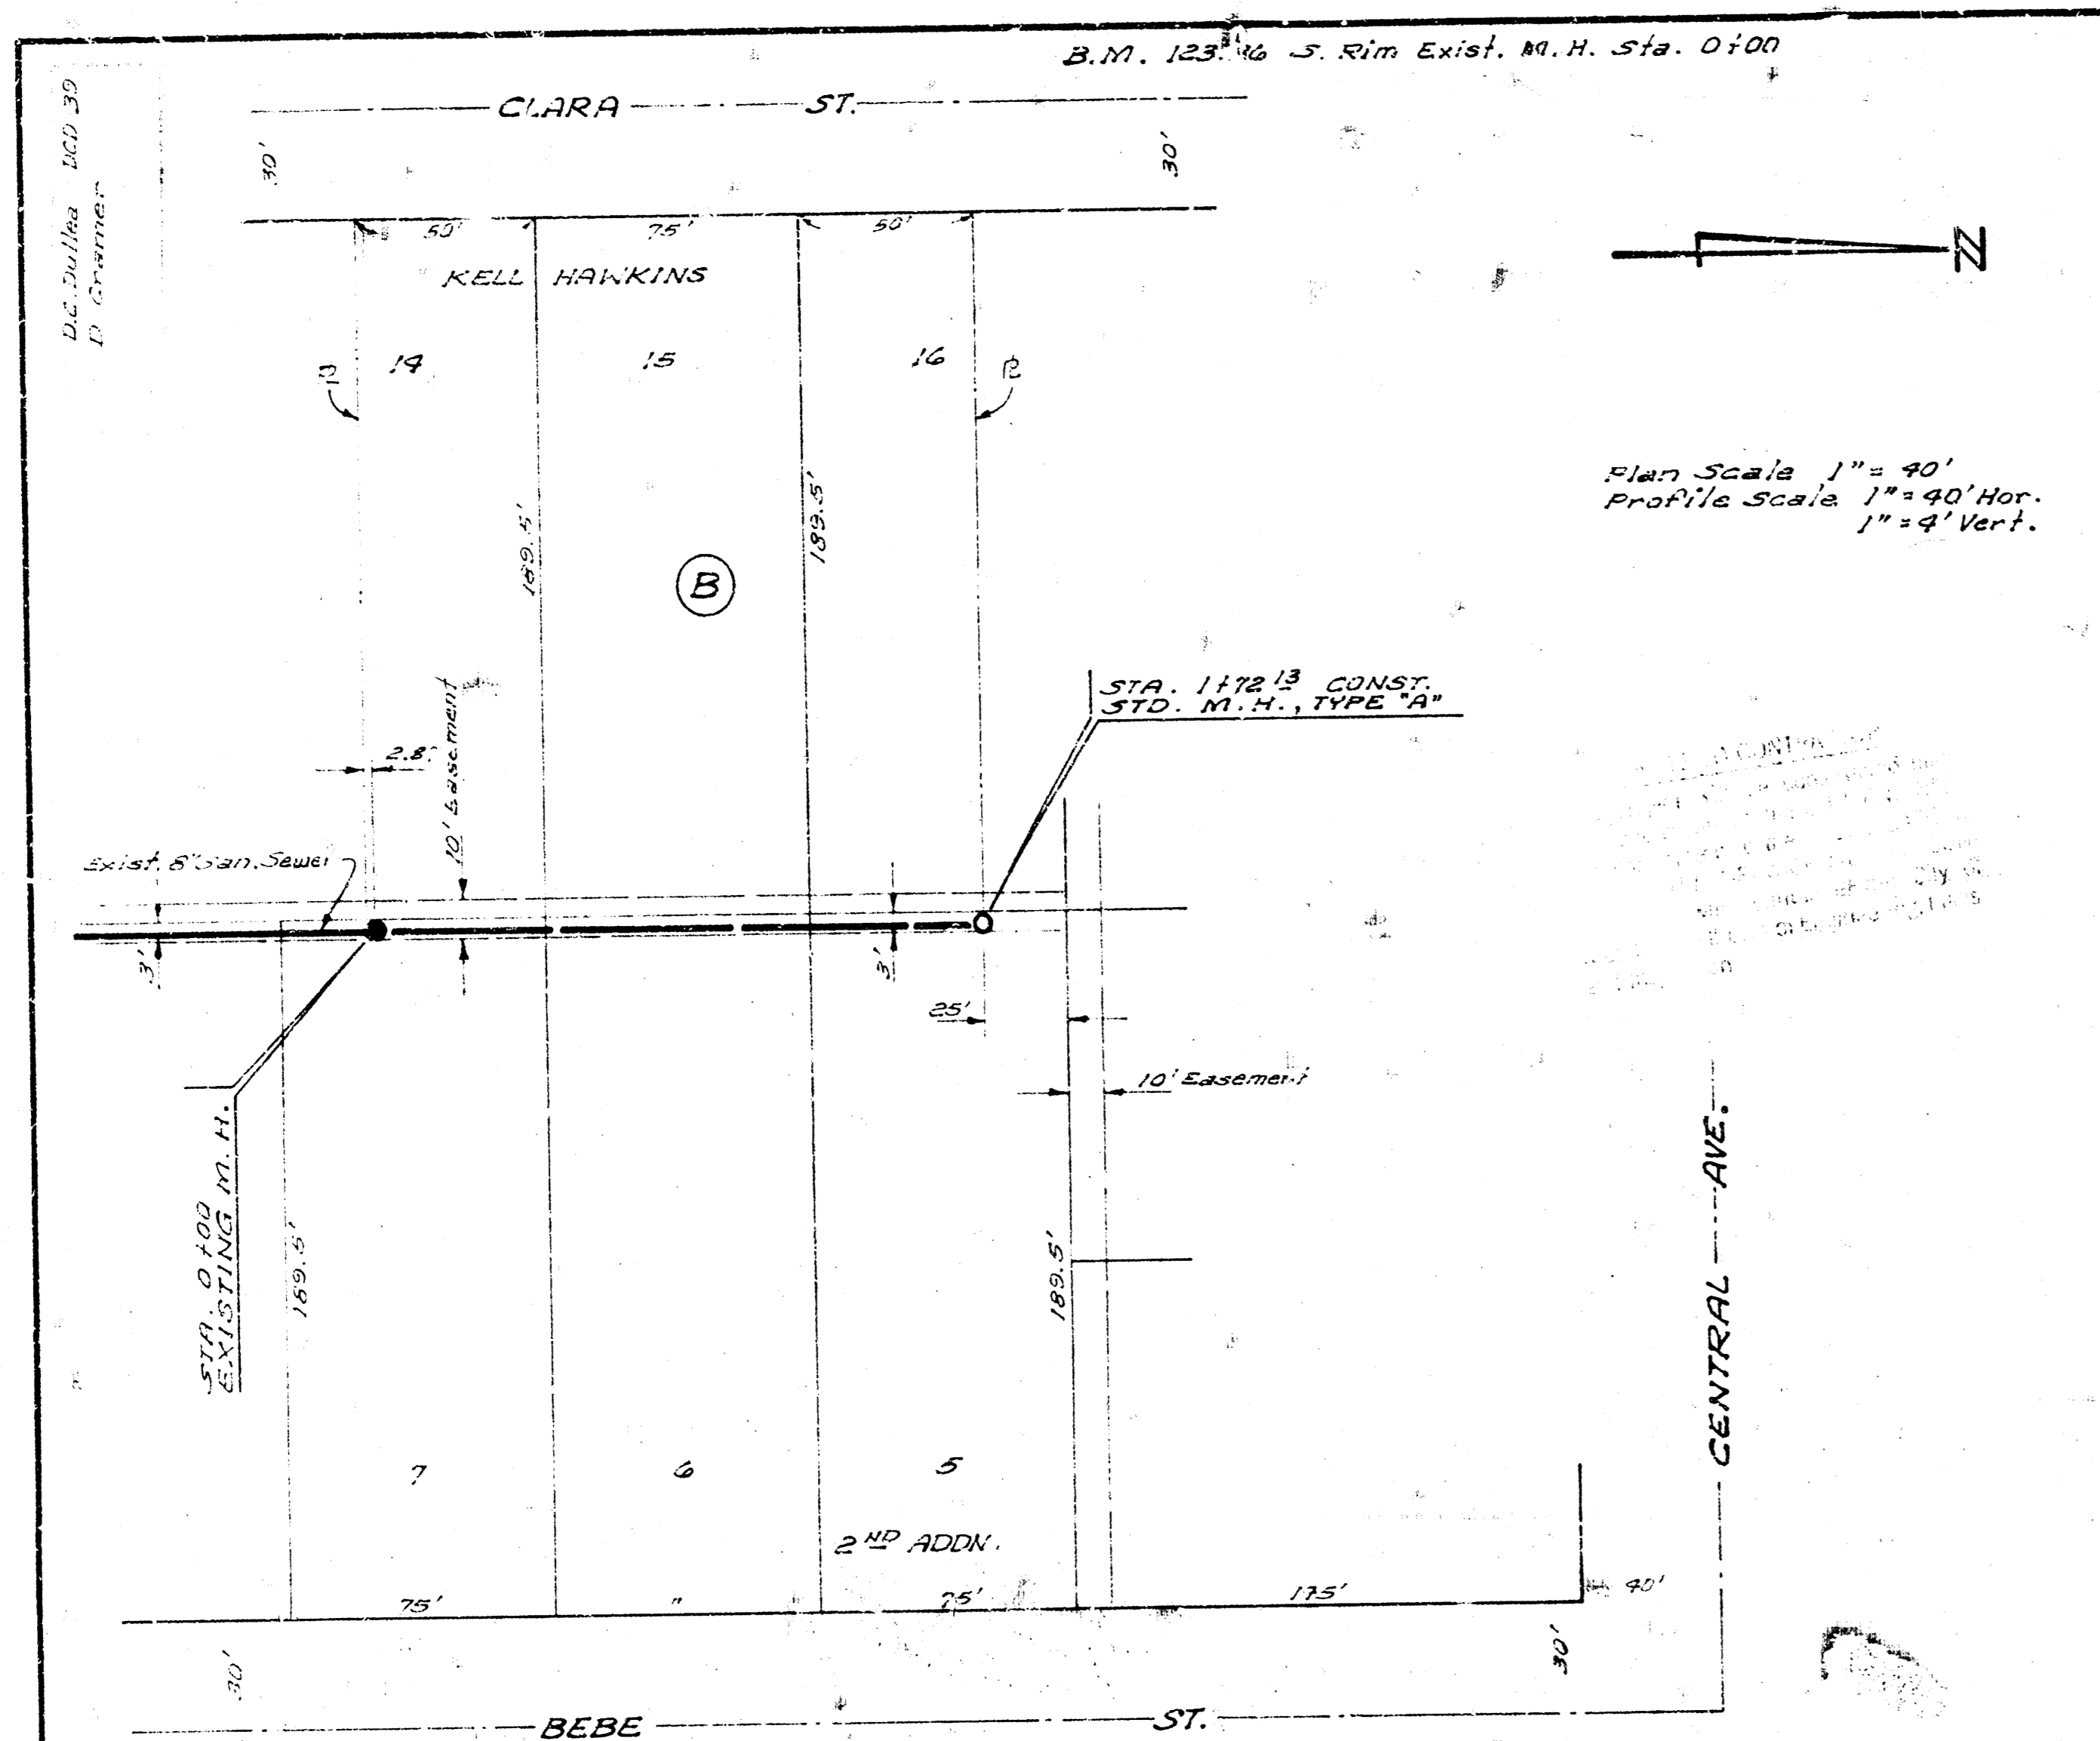 B.M. 123.16 S. Rim Exist. M.H. Sta. 0+00
D.C. Dullea DCD 39
D Cramer
CLARA ST.
30'
30'
50'
75'
50'
KELL HAWKINS
14
15
16
N
Plan Scale 1" = 40'
Profile Scale 1" = 40' Hor.
1" = 4' Vert.
189.5'
189.5'
B
STA. 1+72 13 CONST.
STD. M.H., TYPE "A"
2.8'
10' Easement
Exist. 8" San. Sewer
3'
3'
25'
10' Easement
STA. 0+00
EXISTING M.H.
189.5'
189.5'
CENTRAL AVE.
7
6
5
2ND ADDN.
75'
"
75'
175'
40'
30'
30'
BEBE ST.